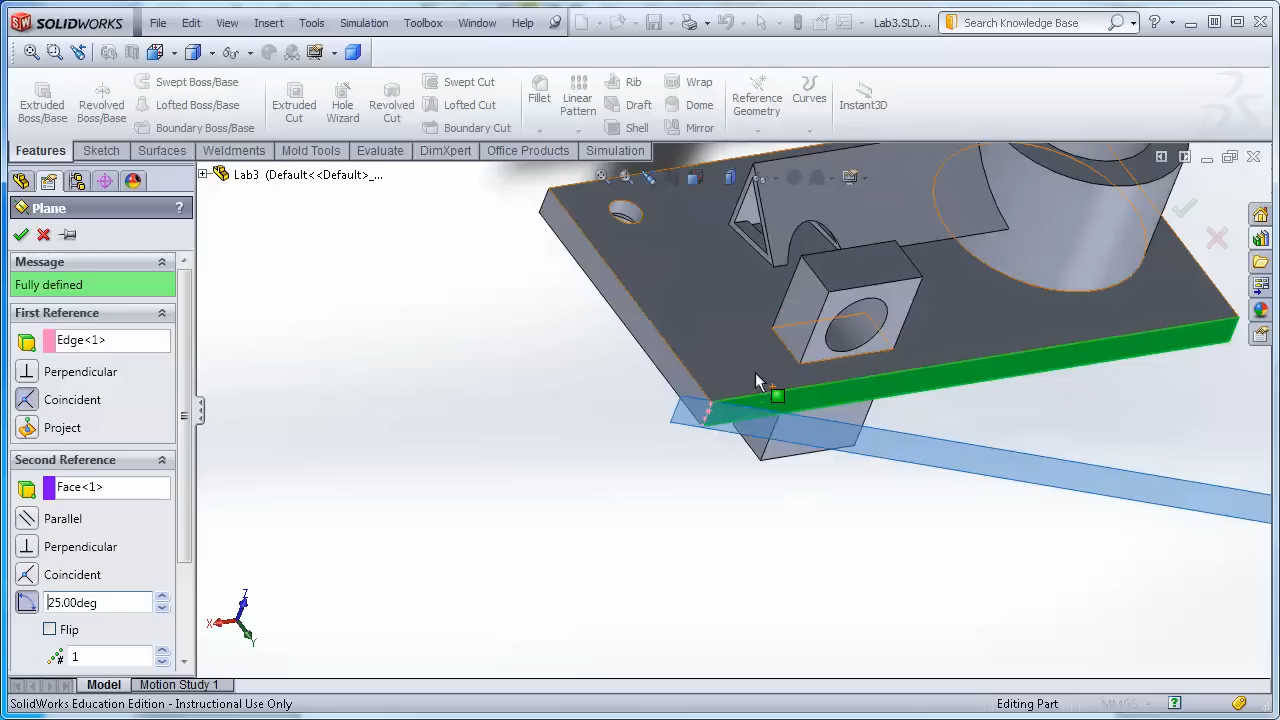 SOLIDWORKS File Edit View Insert Tools Simulation Toolbox Window Help Lab3.SLD... Search Knowledge Base ?
Extruded Boss/Base
Revolved Boss/Base
Swept Boss/Base
Lofted Boss/Base
Boundary Boss/Base
Extruded Cut
Hole Wizard
Revolved Cut
Swept Cut
Lofted Cut
Boundary Cut
Fillet
Linear Pattern
Rib
Draft
Shell
Wrap
Dome
Mirror
Reference Geometry
Curves
Instant3D
Features Sketch Surfaces Weldments Mold Tools Evaluate DimXpert Office Products Simulation
Lab3 (Default<<Default>_...
Plane ?
Message
Fully defined
First Reference
Edge<1>
Perpendicular
Coincident
Project
Second Reference
Face<1>
Parallel
Perpendicular
Coincident
25.00deg
Flip
1
Z
X
Y
Model Motion Study 1
SolidWorks Education Edition - Instructional Use Only Editing Part MMGS ?